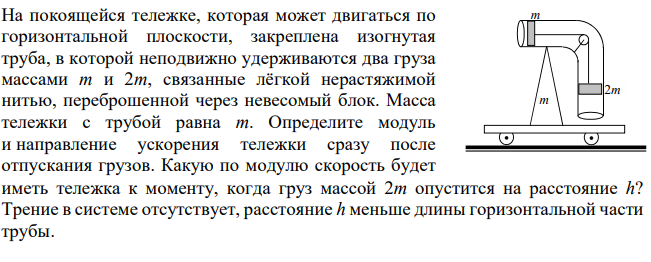 На покоящейся тележке, которая может двигаться по
горизонтальной плоскости, закреплена изогнутая
труба, в которой неподвижно удерживаются два груза
массами m и 2m, связанные лёгкой нерастяжимой
нитью, переброшенной через невесомый блок. Масса
тележки с трубой равна m. Определите модуль
и направление ускорения тележки сразу после
отпускания грузов. Какую по модулю скорость будет
иметь тележка к моменту, когда груз массой 2m опустится на расстояние h?
Трение в системе отсутствует, расстояние h меньше длины горизонтальной части
трубы.
m
2m
m